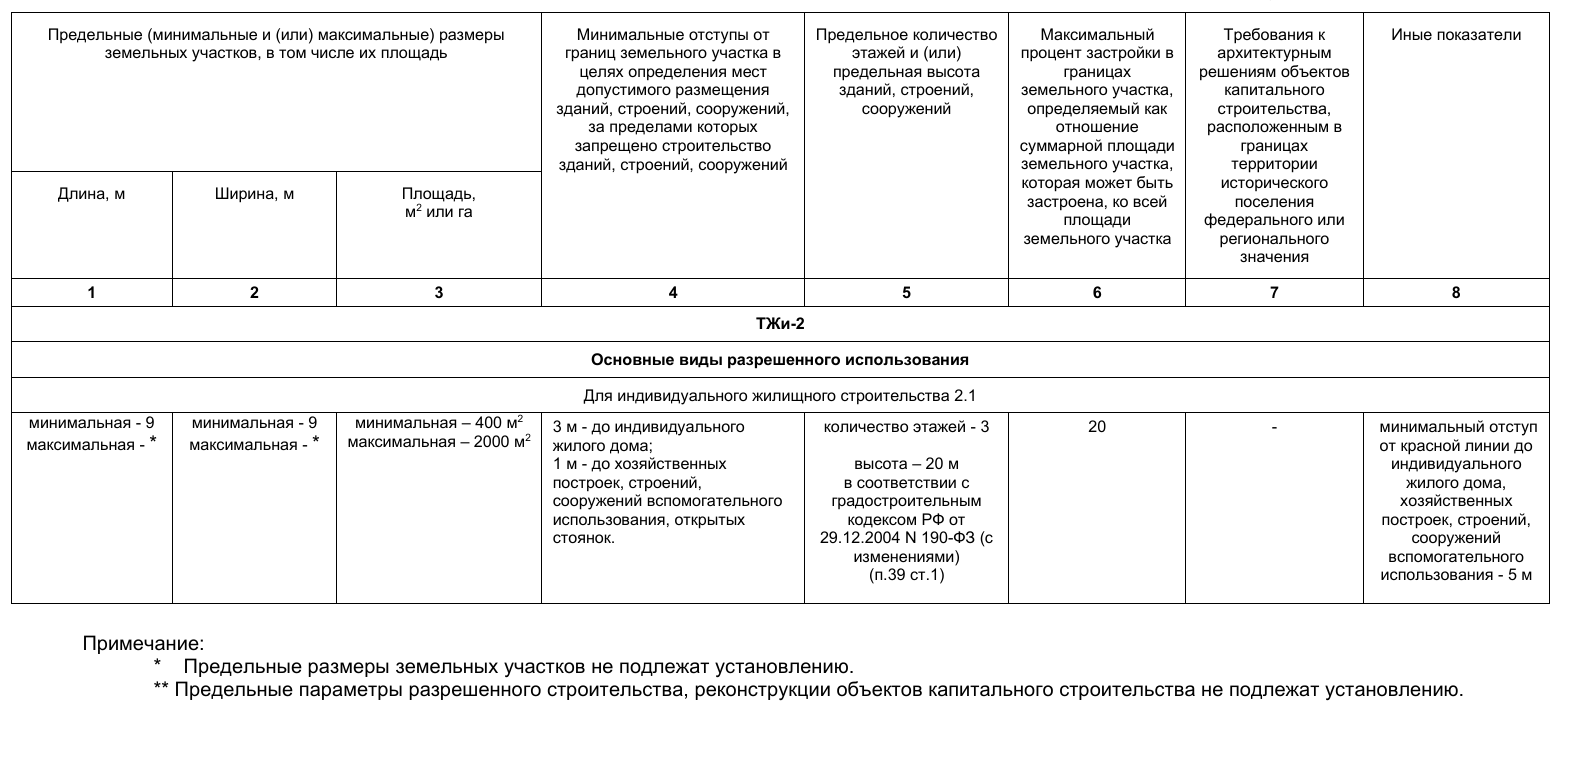 Предельные (минимальные и (или) максимальные) размеры
земельных участков, в том числе их площадь
Минимальные отступы от
границ земельного участка в
целях определения мест
допустимого размещения
зданий, строений, сооружений,
за пределами которых
запрещено строительство
зданий, строений, сооружений
Предельное количество
этажей и (или)
предельная высота
зданий, строений,
сооружений
Максимальный
процент застройки в
границах
земельного участка,
определяемый как
отношение
суммарной площади
земельного участка,
которая может быть
застроена, ко всей
площади
земельного участка
Требования к
архитектурным
решениям объектов
капитального
строительства,
расположенным в
границах
территории
исторического
поселения
федерального или
регионального
значения
Иные показатели
Длина, м
Ширина, м
Площадь,
м² или га
1
2
3
4
5
6
7
8
ТЖи-2
Основные виды разрешенного использования
Для индивидуального жилищного строительства 2.1
минимальная - 9
максимальная - *
минимальная - 9
максимальная - *
минимальная – 400 м²
максимальная – 2000 м²
3 м - до индивидуального
жилого дома;
1 м - до хозяйственных
построек, строений,
сооружений вспомогательного
использования, открытых
стоянок.
количество этажей - 3
высота – 20 м
в соответствии с
градостроительным
кодексом РФ от
29.12.2004 N 190-ФЗ (с
изменениями)
(п.39 ст.1)
20
-
минимальный отступ
от красной линии до
индивидуального
жилого дома,
хозяйственных
построек, строений,
сооружений
вспомогательного
использования - 5 м
Примечание:
* Предельные размеры земельных участков не подлежат установлению.
** Предельные параметры разрешенного строительства, реконструкции объектов капитального строительства не подлежат установлению.